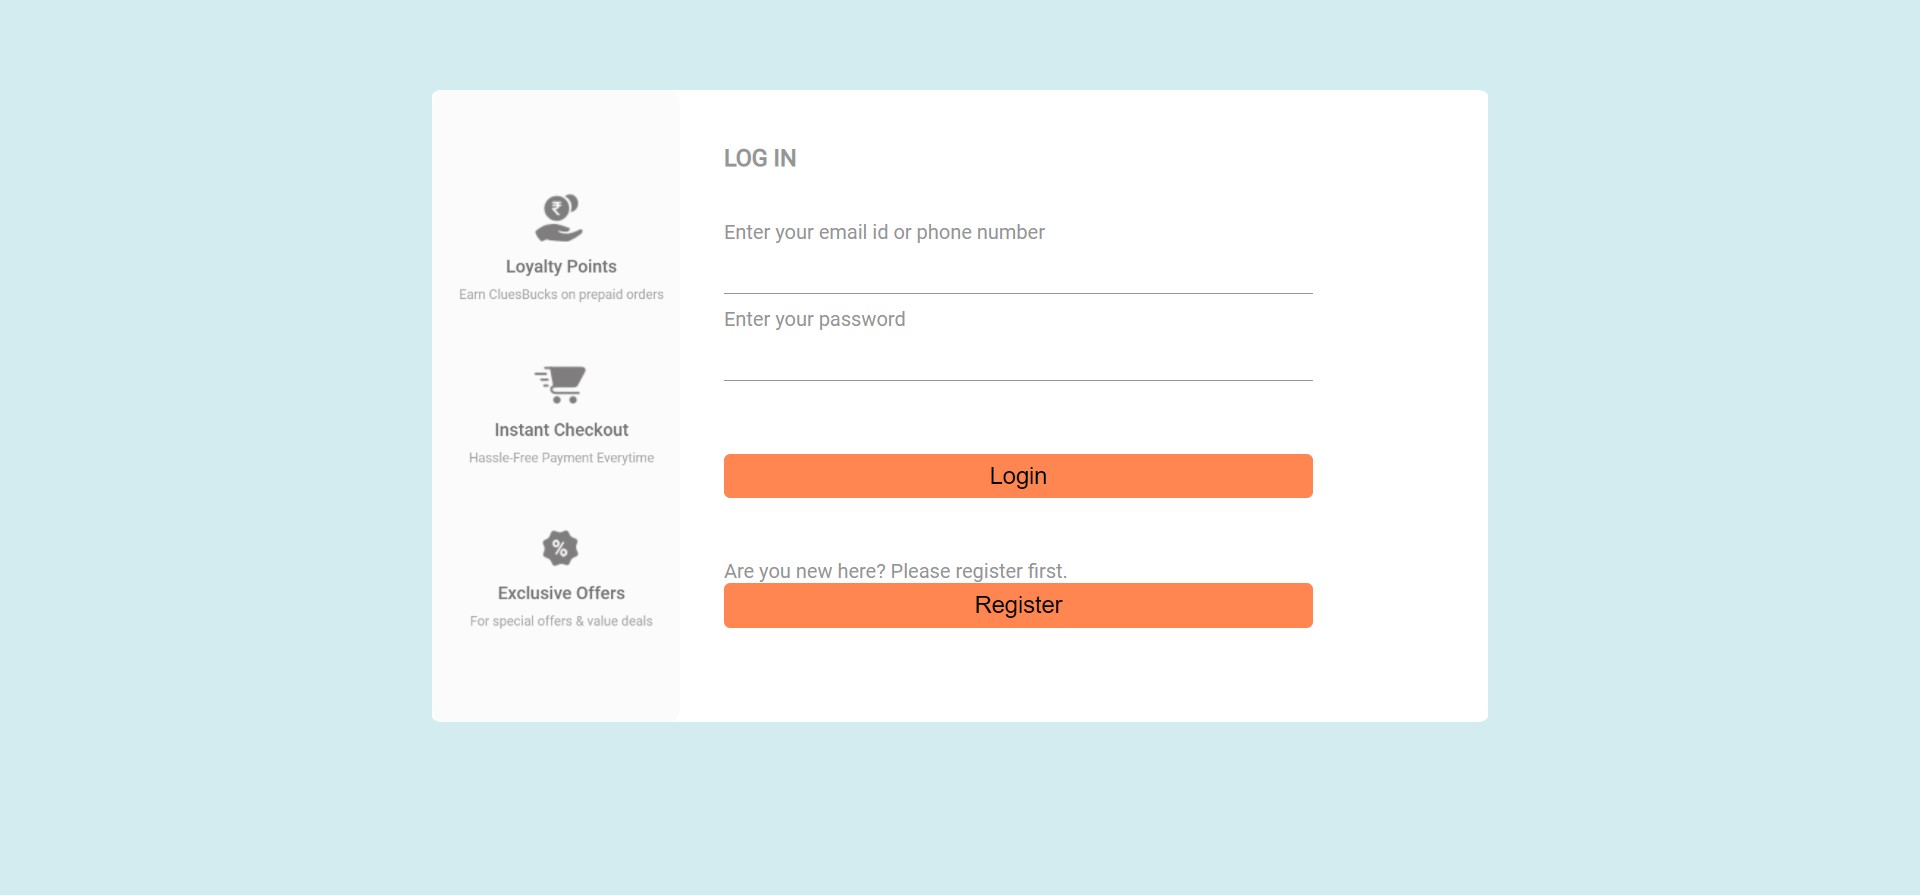 ₹
Loyalty Points
Earn CluesBucks on prepaid orders
Instant Checkout
Hassle-Free Payment Everytime
%
Exclusive Offers
For special offers & value deals
LOG IN
Enter your email id or phone number
Enter your password
Login
Are you new here? Please register first.
Register